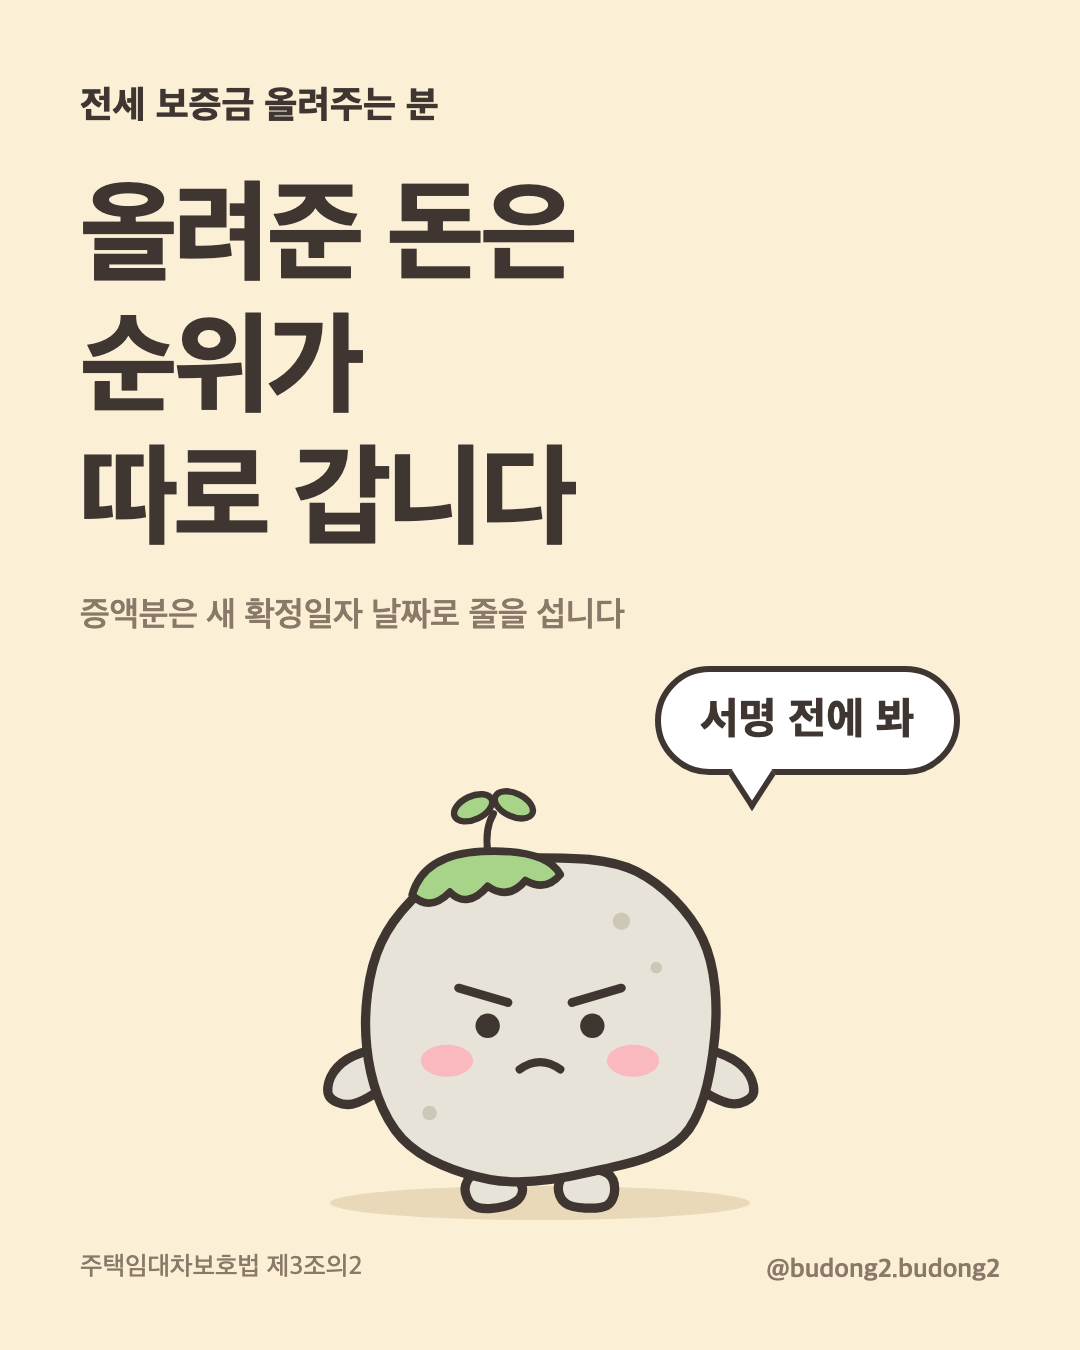 전세 보증금 올려주는 분
올려준 돈은
순위가
따로 갑니다
증액분은 새 확정일자 날짜로 줄을 섭니다
서명 전에 봐
주택임대차보호법 제3조의2
@budong2.budong2